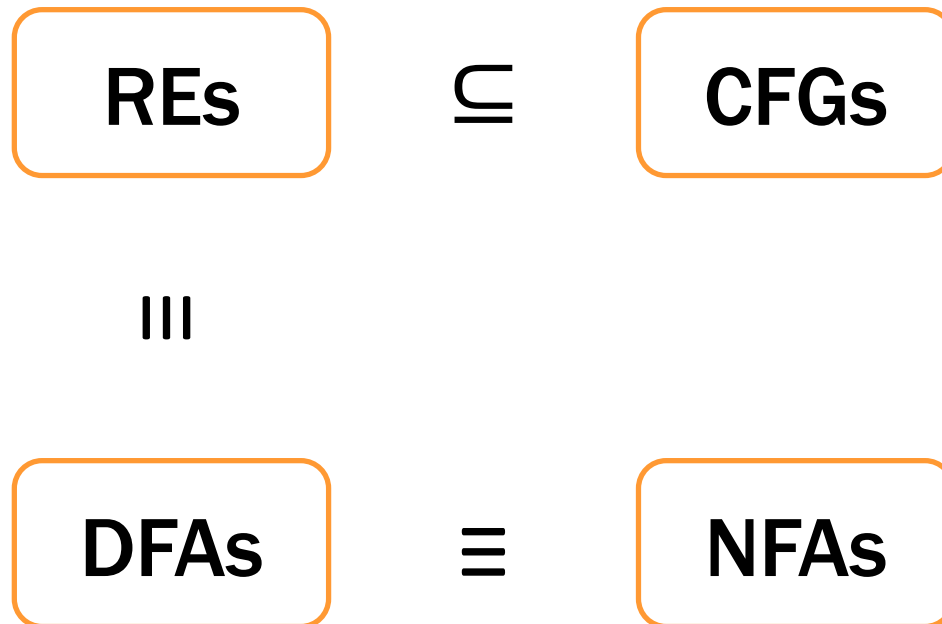 REs ⊆ CFGs
≡
DFAs ≡ NFAs